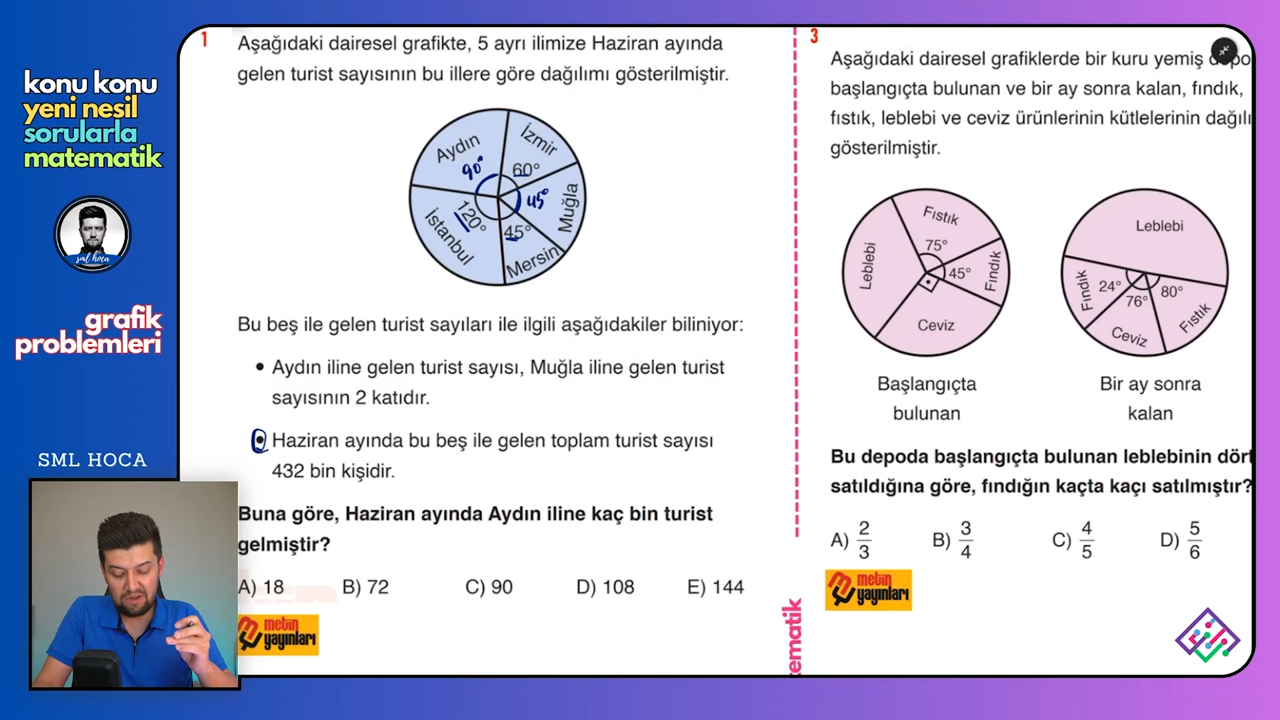 konu konu
yeni nesil
sorularla
matematik
sml hoca
grafik
problemleri
SML HOCA
1
Aşağıdaki dairesel grafikte, 5 ayrı ilimize Haziran ayında
gelen turist sayısının bu illere göre dağılımı gösterilmiştir.
Aydın
İzmir
90°
60°
45°
Muğla
120°
İstanbul
45°
Mersin
Bu beş ile gelen turist sayıları ile ilgili aşağıdakiler biliniyor:
• Aydın iline gelen turist sayısı, Muğla iline gelen turist
sayısının 2 katıdır.
• Haziran ayında bu beş ile gelen toplam turist sayısı
432 bin kişidir.
Buna göre, Haziran ayında Aydın iline kaç bin turist
gelmiştir?
A) 18 B) 72 C) 90 D) 108 E) 144
metin
yayınları
ematik
3
Aşağıdaki dairesel grafiklerde bir kuru yemiş depo
başlangıçta bulunan ve bir ay sonra kalan, fındık,
fıstık, leblebi ve ceviz ürünlerinin kütlelerinin dağılı
gösterilmiştir.
Fıstık
75°
Leblebi
45°
Fındık
Ceviz
Başlangıçta
bulunan
Leblebi
Fındık
24°
76°
80°
Ceviz
Fıstık
Bir ay sonra
kalan
Bu depoda başlangıçta bulunan leblebinin dört
satıldığına göre, fındığın kaçta kaçı satılmıştır?
A) 2/3 B) 3/4 C) 4/5 D) 5/6
metin
yayınları